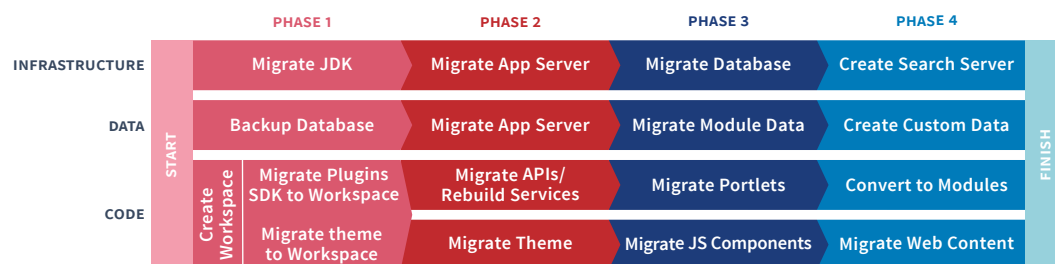 PHASE 1
PHASE 2
PHASE 3
PHASE 4
INFRASTRUCTURE
Migrate JDK
Migrate App Server
Migrate Database
Create Search Server
DATA
Backup Database
Migrate App Server
Migrate Module Data
Create Custom Data
START
FINISH
CODE
Create
Workspace
Migrate Plugins
SDK to Workspace
Migrate APIs/
Rebuild Services
Migrate Portlets
Convert to Modules
Migrate theme
to Workspace
Migrate Theme
Migrate JS Components
Migrate Web Content